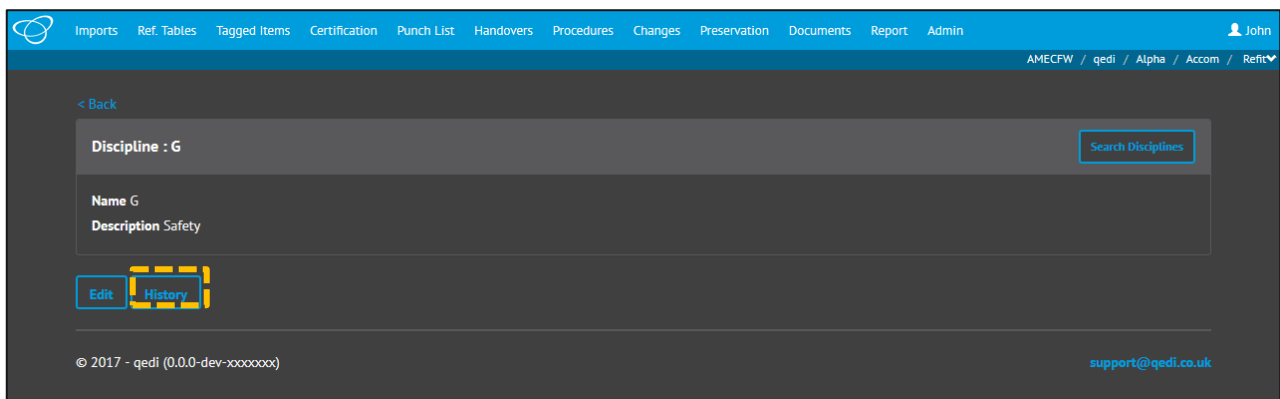 Imports Ref. Tables Tagged Items Certification Punch List Handovers Procedures Changes Preservation Documents Report Admin John
AMECFW / qedi / Alpha / Accom / Refit
< Back
Discipline : G Search Disciplines
Name G
Description Safety
Edit History
© 2017 - qedi (0.0.0-dev-xxxxxxx) support@qedi.co.uk